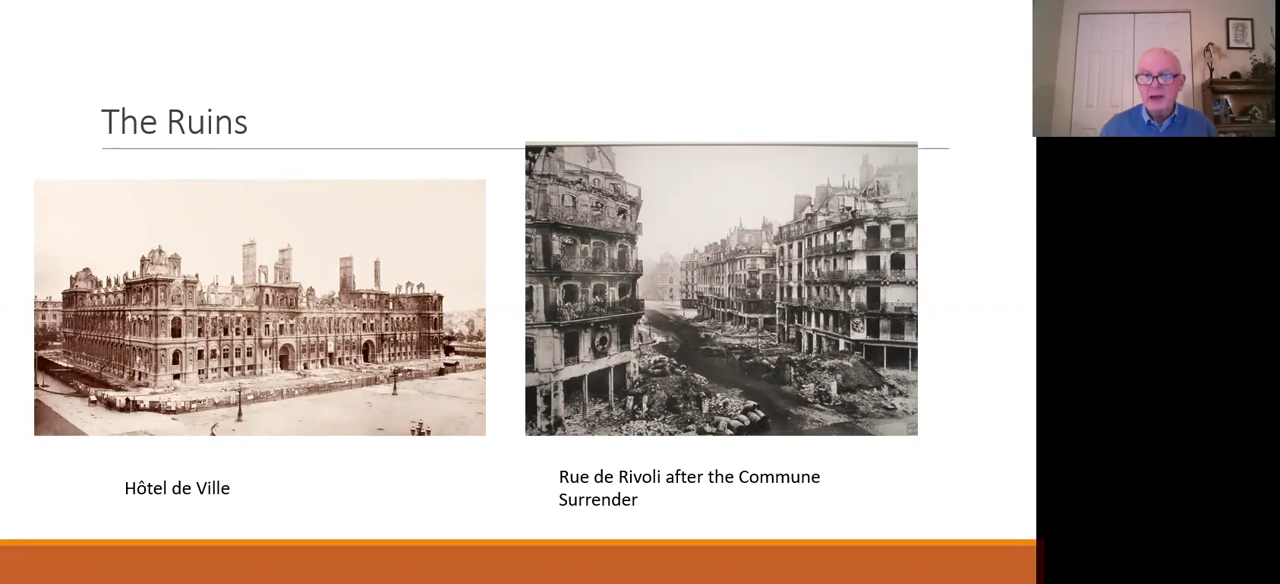 The Ruins
Hôtel de Ville
Rue de Rivoli after the Commune
Surrender